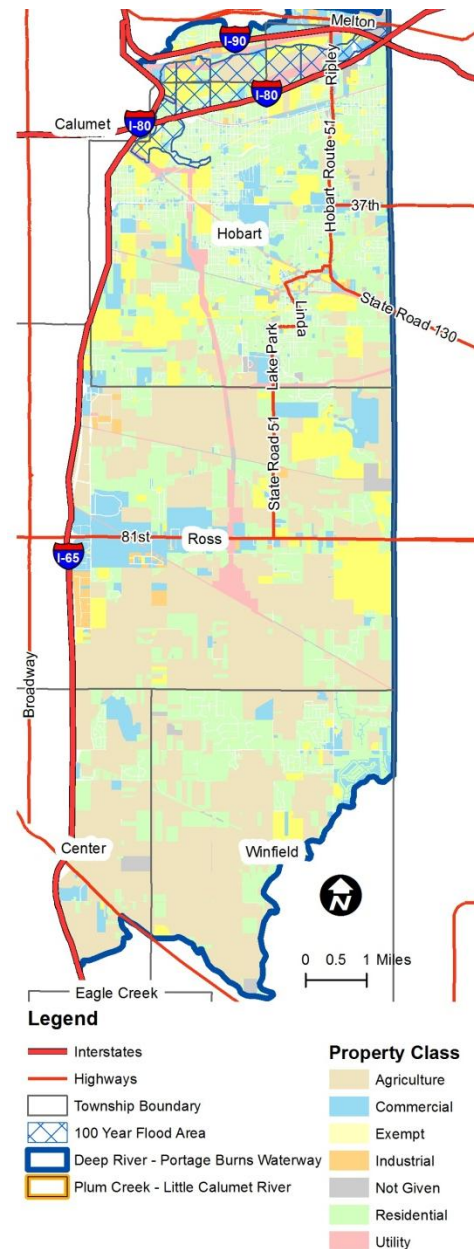 Melton
I-90
Ripley
I-80
Calumet
I-80
Hobart Route 51
37th
Hobart
Linda
State Road 130
Lake Park
State Road 51
81st
Ross
I-65
Broadway
Center
Winfield
N
0 0.5 1 Miles
Eagle Creek
Legend
Interstates
Highways
Township Boundary
100 Year Flood Area
Deep River - Portage Burns Waterway
Plum Creek - Little Calumet River
Property Class
Agriculture
Commercial
Exempt
Industrial
Not Given
Residential
Utility